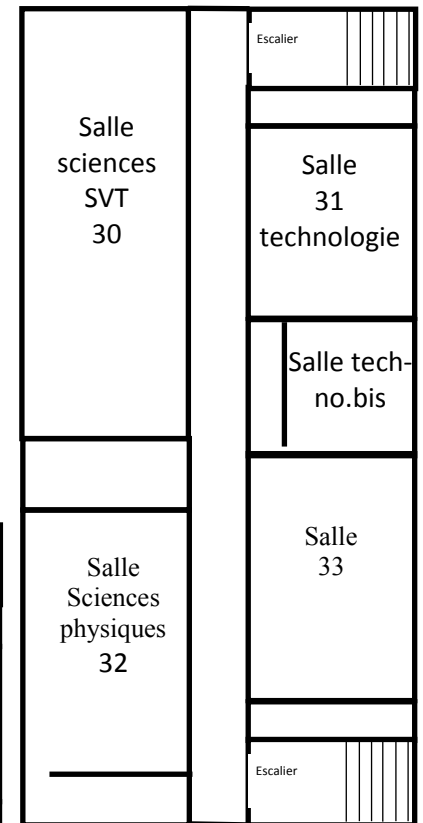 Escalier
Salle
sciences
SVT
30
Salle
31
technologie
Salle tech-
no.bis
Salle
33
Salle
Sciences
physiques
32
Escalier